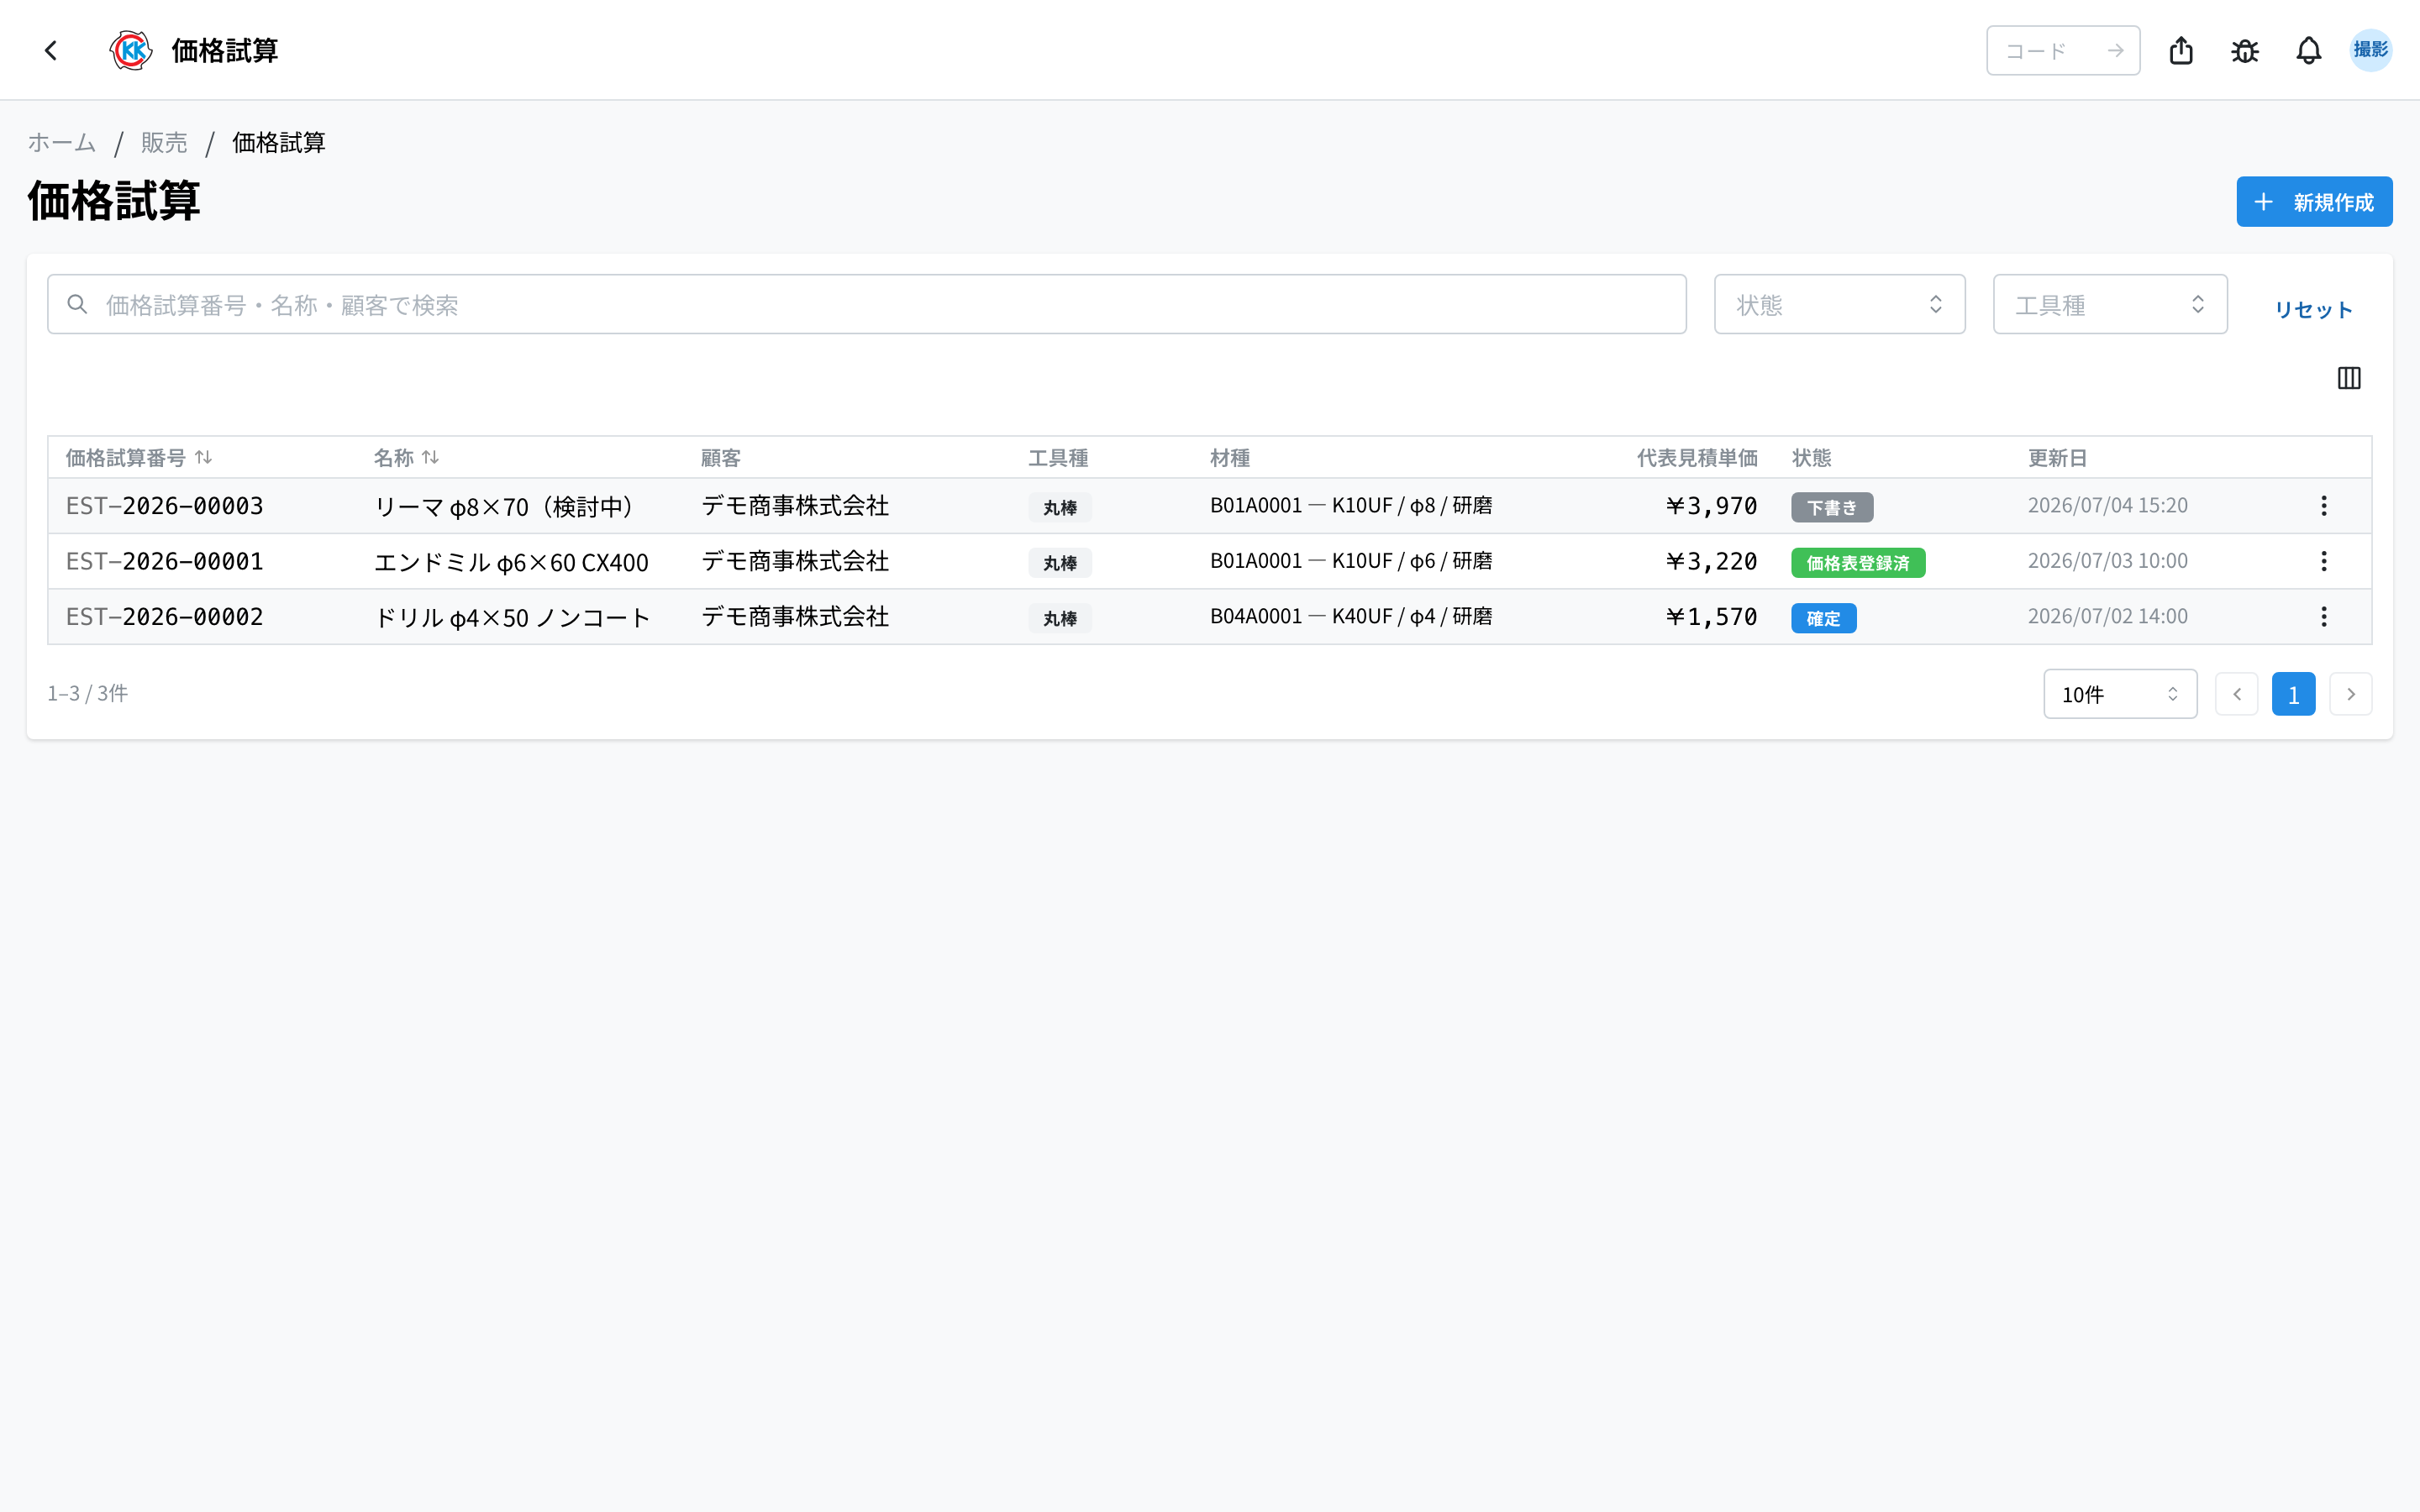 CKK 価格試算 コード 撮影
ホーム / 販売 / 価格試算
価格試算
新規作成
価格試算番号・名称・顧客で検索 状態 工具種 リセット
価格試算番号 名称 顧客 工具種 材種 代表見積単価 状態 更新日
EST-2026-00003 リーマ φ8×70（検討中） デモ商事株式会社 丸棒 B01A0001 — K10UF / φ8 / 研磨 ¥3,970 下書き 2026/07/04 15:20
EST-2026-00001 エンドミル φ6×60 CX400 デモ商事株式会社 丸棒 B01A0001 — K10UF / φ6 / 研磨 ¥3,220 価格表登録済 2026/07/03 10:00
EST-2026-00002 ドリル φ4×50 ノンコート デモ商事株式会社 丸棒 B04A0001 — K40UF / φ4 / 研磨 ¥1,570 確定 2026/07/02 14:00
1–3 / 3件 10件 1